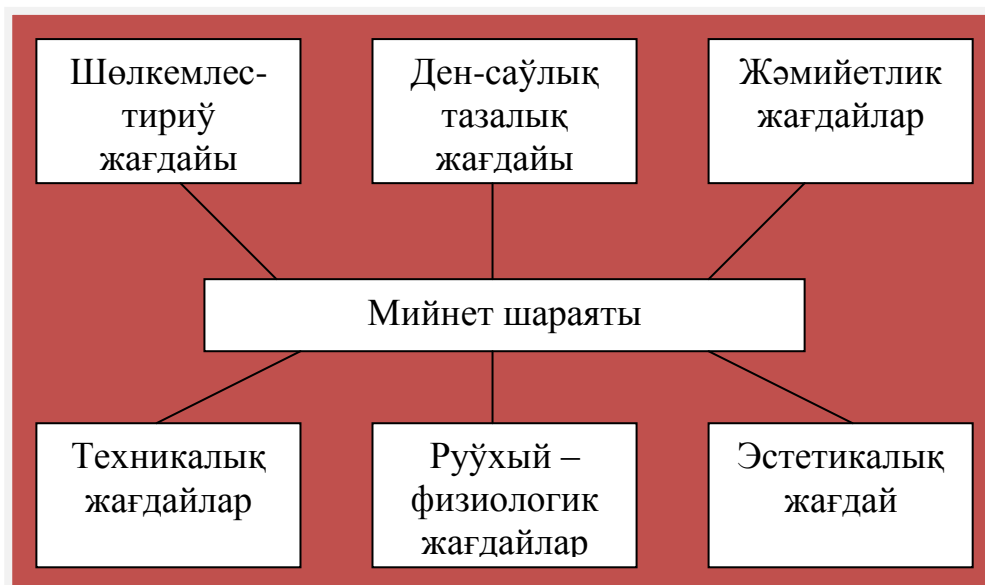 Шөлкемлес-
тириў
жағдайы
Ден-саўлық
тазалық
жағдайы
Жәмийетлик
жағдайлар
Мийнет шараяты
Техникалық
жағдайлар
Руўхый –
физиологик
жағдайлар
Эстетикалық
жағдай